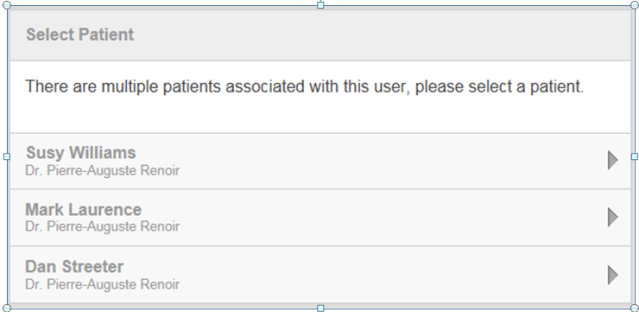 Select Patient
There are multiple patients associated with this user, please select a patient.
Susy Williams
Dr. Pierre-Auguste Renoir
Mark Laurence
Dr. Pierre-Auguste Renoir
Dan Streeter
Dr. Pierre-Auguste Renoir